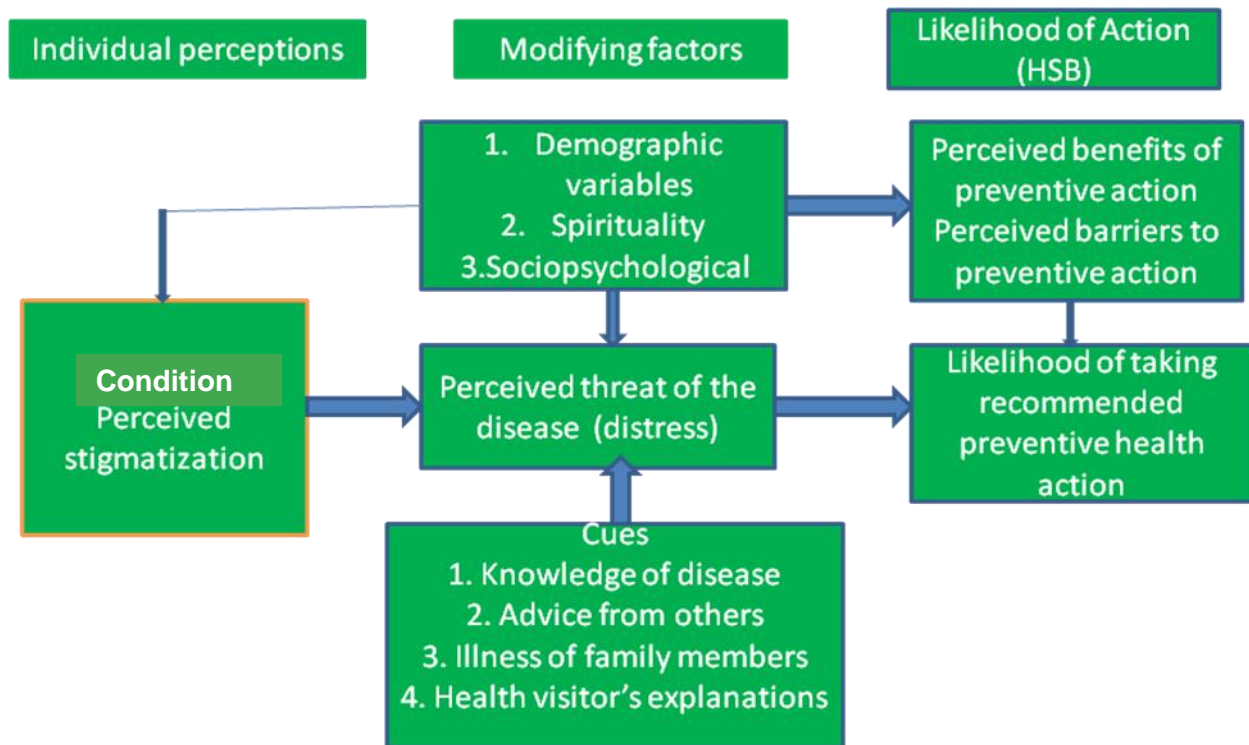 Individual perceptions
Modifying factors
Likelihood of Action
(HSB)
1. Demographic
variables
2. Spirituality
3.Sociopsychological
Perceived benefits of
preventive action
Perceived barriers to
preventive action
Condition
Perceived
stigmatization
Perceived threat of the
disease (distress)
Likelihood of taking
recommended
preventive health
action
Cues
1. Knowledge of disease
2. Advice from others
3. Illness of family members
4. Health visitor's explanations